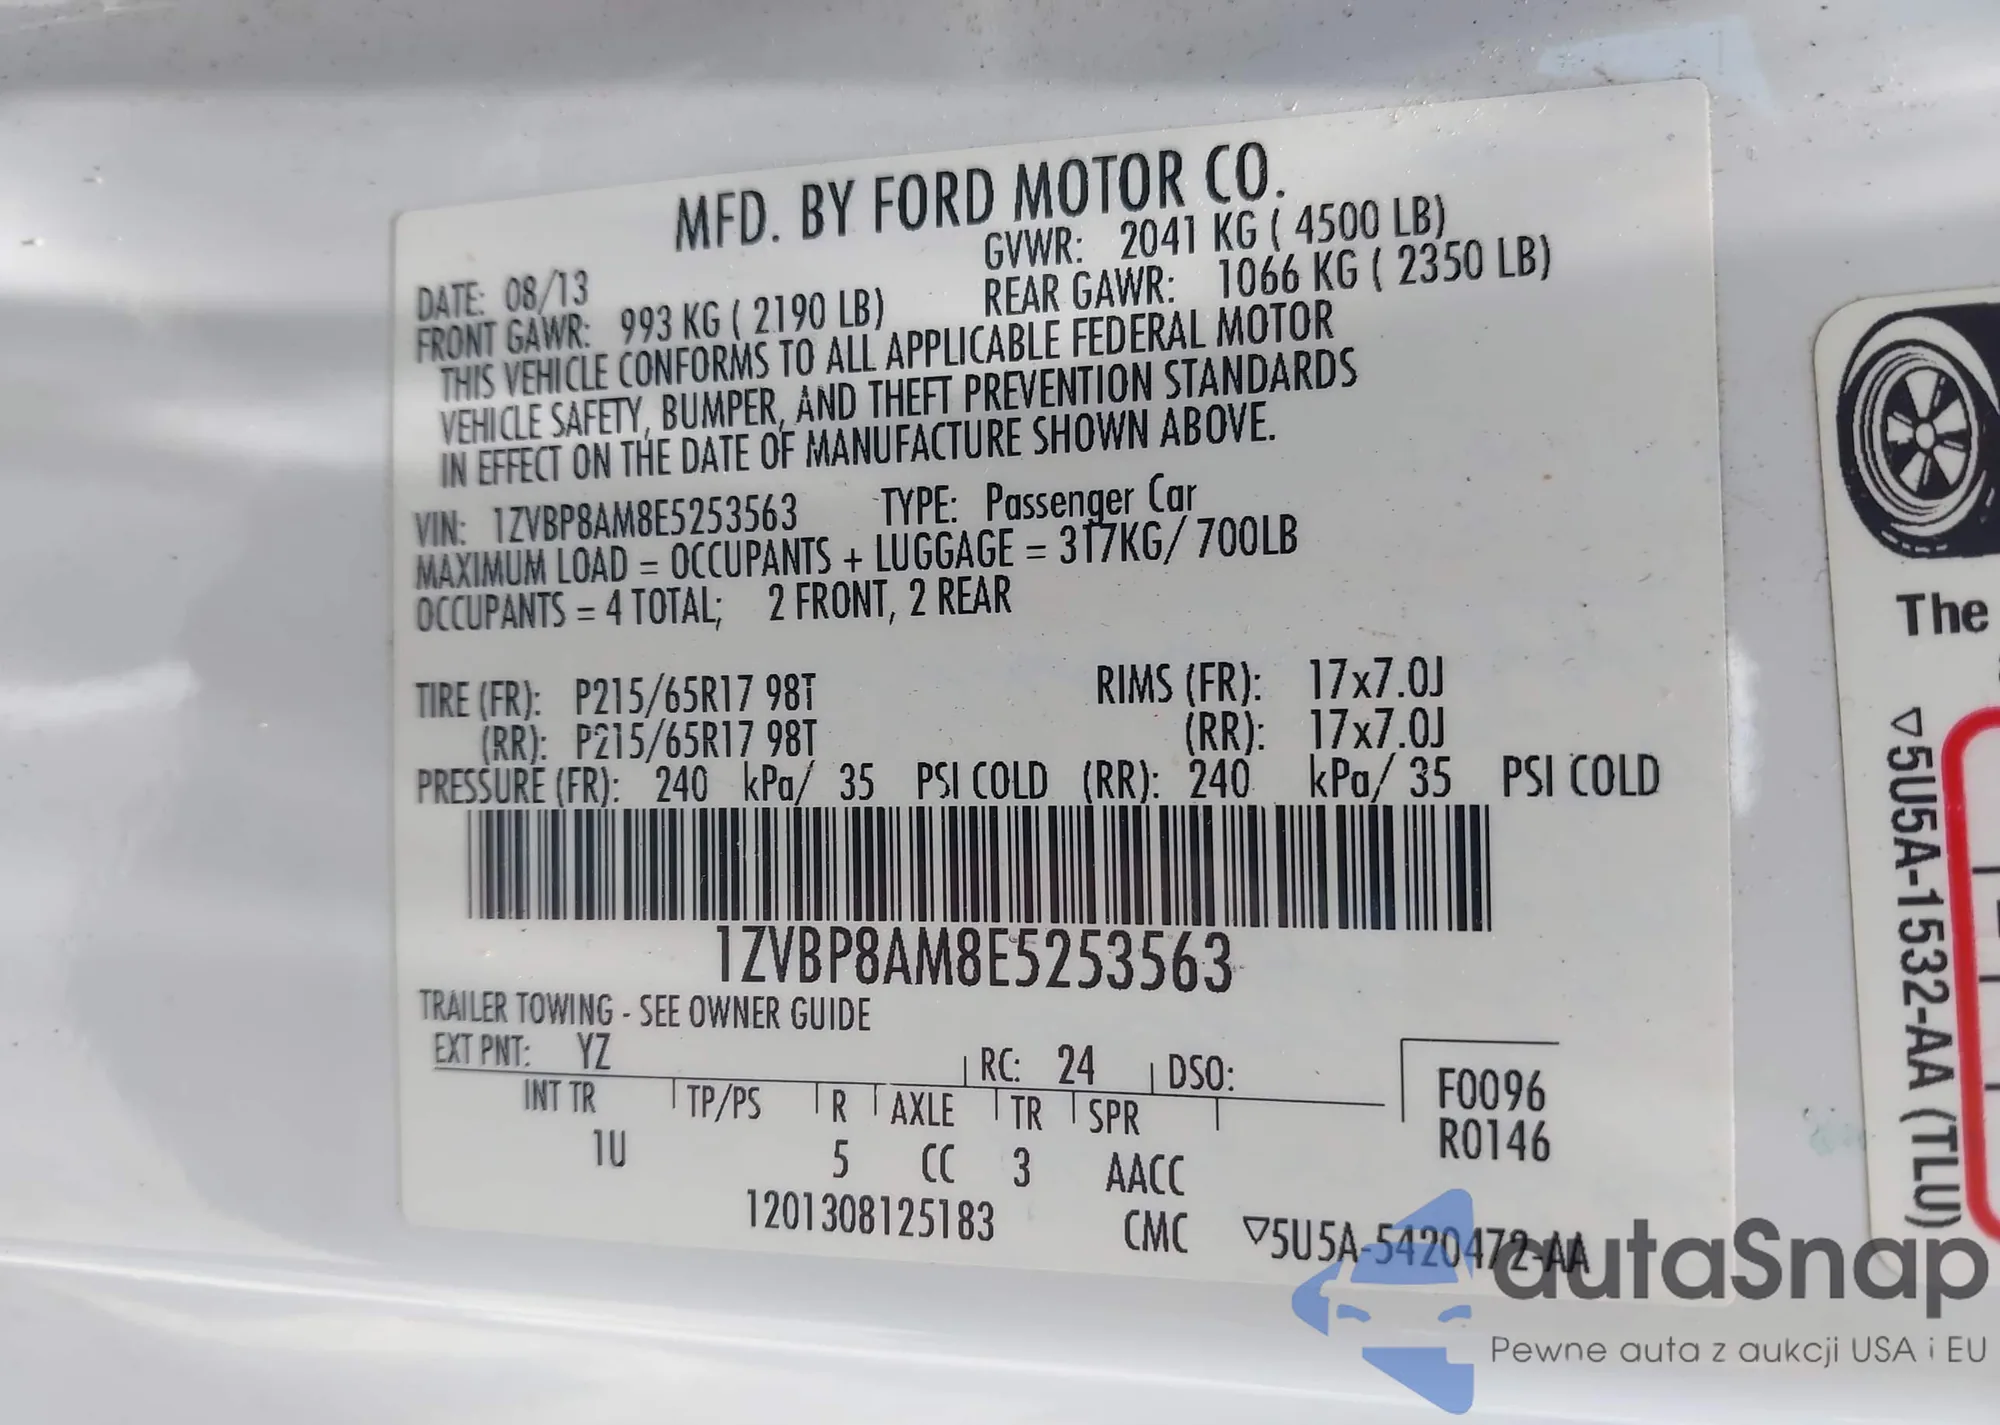 MFD. BY FORD MOTOR CO.
DATE: 08/13 GVWR: 2041 KG ( 4500 LB)
FRONT GAWR: 993 KG ( 2190 LB) REAR GAWR: 1066 KG ( 2350 LB)
THIS VEHICLE CONFORMS TO ALL APPLICABLE FEDERAL MOTOR
VEHICLE SAFETY, BUMPER, AND THEFT PREVENTION STANDARDS
IN EFFECT ON THE DATE OF MANUFACTURE SHOWN ABOVE.
VIN: 1ZVBP8AM8E5253563 TYPE: Passenger Car
MAXIMUM LOAD = OCCUPANTS + LUGGAGE = 317KG/ 700LB
OCCUPANTS = 4 TOTAL; 2 FRONT, 2 REAR
TIRE (FR): P215/65R17 98T RIMS (FR): 17x7.0J
(RR): P215/65R17 98T (RR): 17x7.0J
PRESSURE (FR): 240 kPa/ 35 PSI COLD (RR): 240 kPa/ 35 PSI COLD
1ZVBP8AM8E5253563
TRAILER TOWING - SEE OWNER GUIDE
EXT PNT: YZ RC: 24 DSO:
INT TR TP/PS R AXLE TR SPR
1U 5 CC 3 AACC
F0096
R0146
1201308125183 CMC ▽5U5A-5420472-AA
The
▽5U5A-1532-AA (TLU)
autaSnap
Pewne auta z aukcji USA i EU